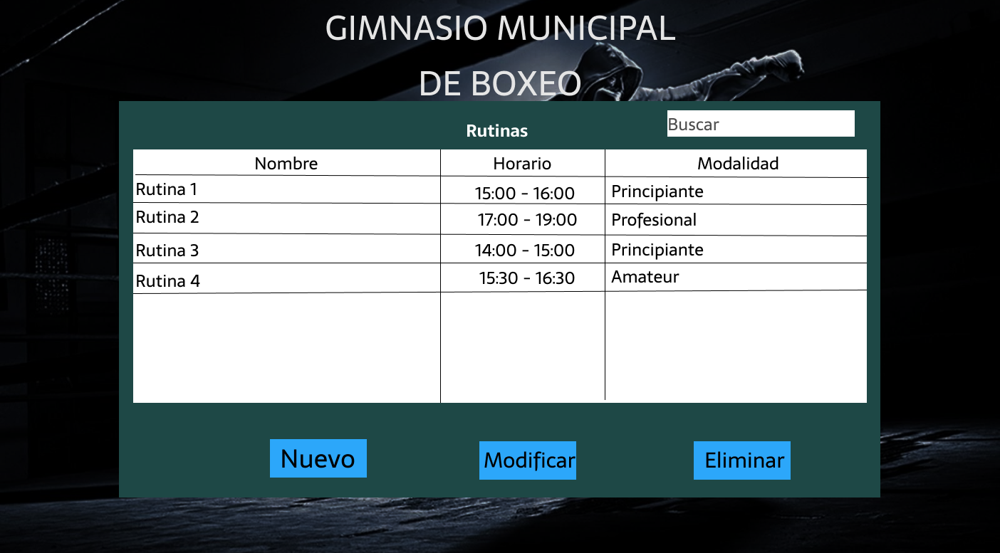 GIMNASIO MUNICIPAL
DE BOXEO
Rutinas
Buscar
Nombre Horario Modalidad
Rutina 1 15:00 - 16:00 Principiante
Rutina 2 17:00 - 19:00 Profesional
Rutina 3 14:00 - 15:00 Principiante
Rutina 4 15:30 - 16:30 Amateur
Nuevo Modificar Eliminar